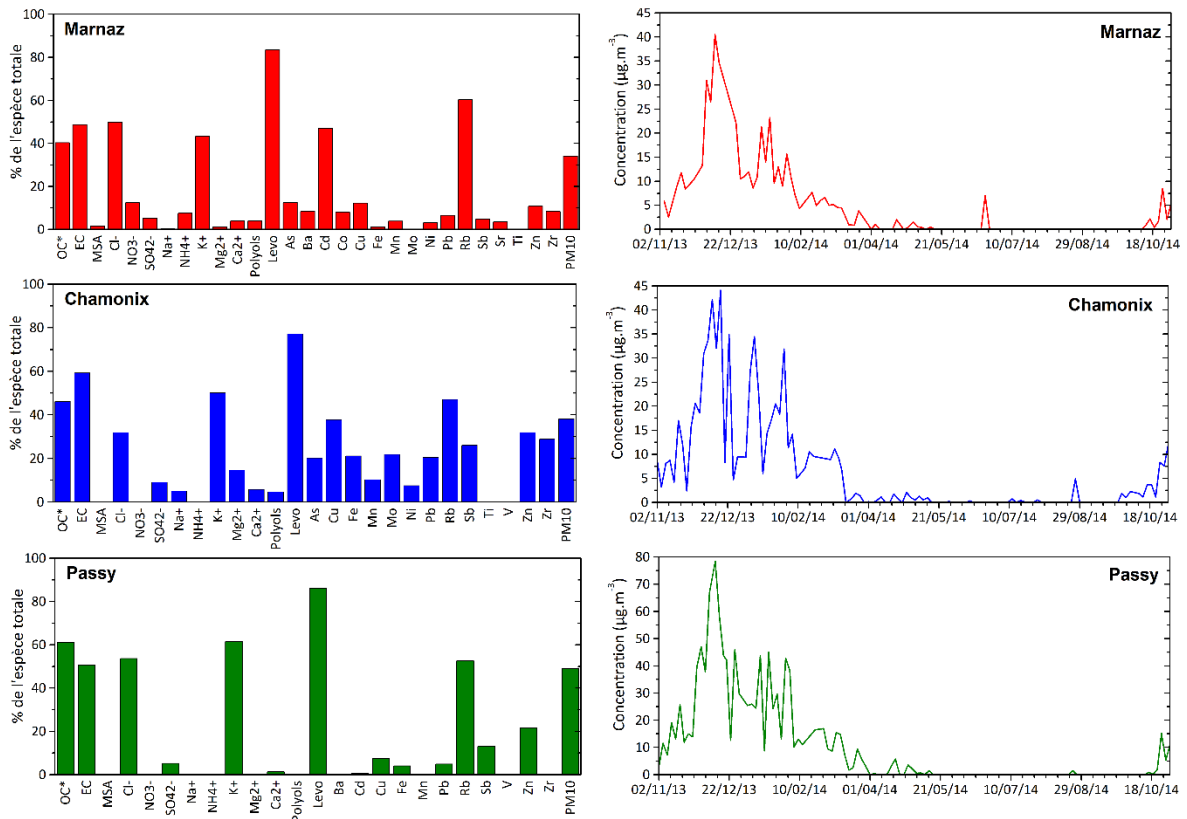 Marnaz
% de l'espèce totale
100
80
60
40
20
0
OC* EC MSA Cl- NO3- SO42- Na+ NH4+ K+ Mg2+ Ca2+ Polyols Levo As Ba Cd Co Cu Fe Mn Mo Ni Pb Rb Sb Sr Ti V Zn Zr PM10
Marnaz
Concentration (µg.m-3)
45
40
35
30
25
20
15
10
5
0
02/11/13 22/12/13 10/02/14 01/04/14 21/05/14 10/07/14 29/08/14 18/10/14
Chamonix
% de l'espèce totale
100
80
60
40
20
0
OC* EC MSA Cl- NO3- SO42- Na+ NH4+ K+ Mg2+ Ca2+ Polyols Levo As Cu Fe Mn Mo Ni Pb Rb Sb Ti V Zn Zr PM10
Chamonix
Concentration (µg.m-3)
45
40
35
30
25
20
15
10
5
0
02/11/13 22/12/13 10/02/14 01/04/14 21/05/14 10/07/14 29/08/14 18/10/14
Passy
% de l'espèce totale
100
80
60
40
20
0
OC* EC MSA Cl- NO3- SO42- Na+ NH4+ K+ Mg2+ Ca2+ Polyols Levo Ba Cd Cu Fe Mn Pb Rb Sb V Zn Zr PM10
Passy
Concentration (µg.m-3)
80
70
60
50
40
30
20
10
0
02/11/13 22/12/13 10/02/14 01/04/14 21/05/14 10/07/14 29/08/14 18/10/14